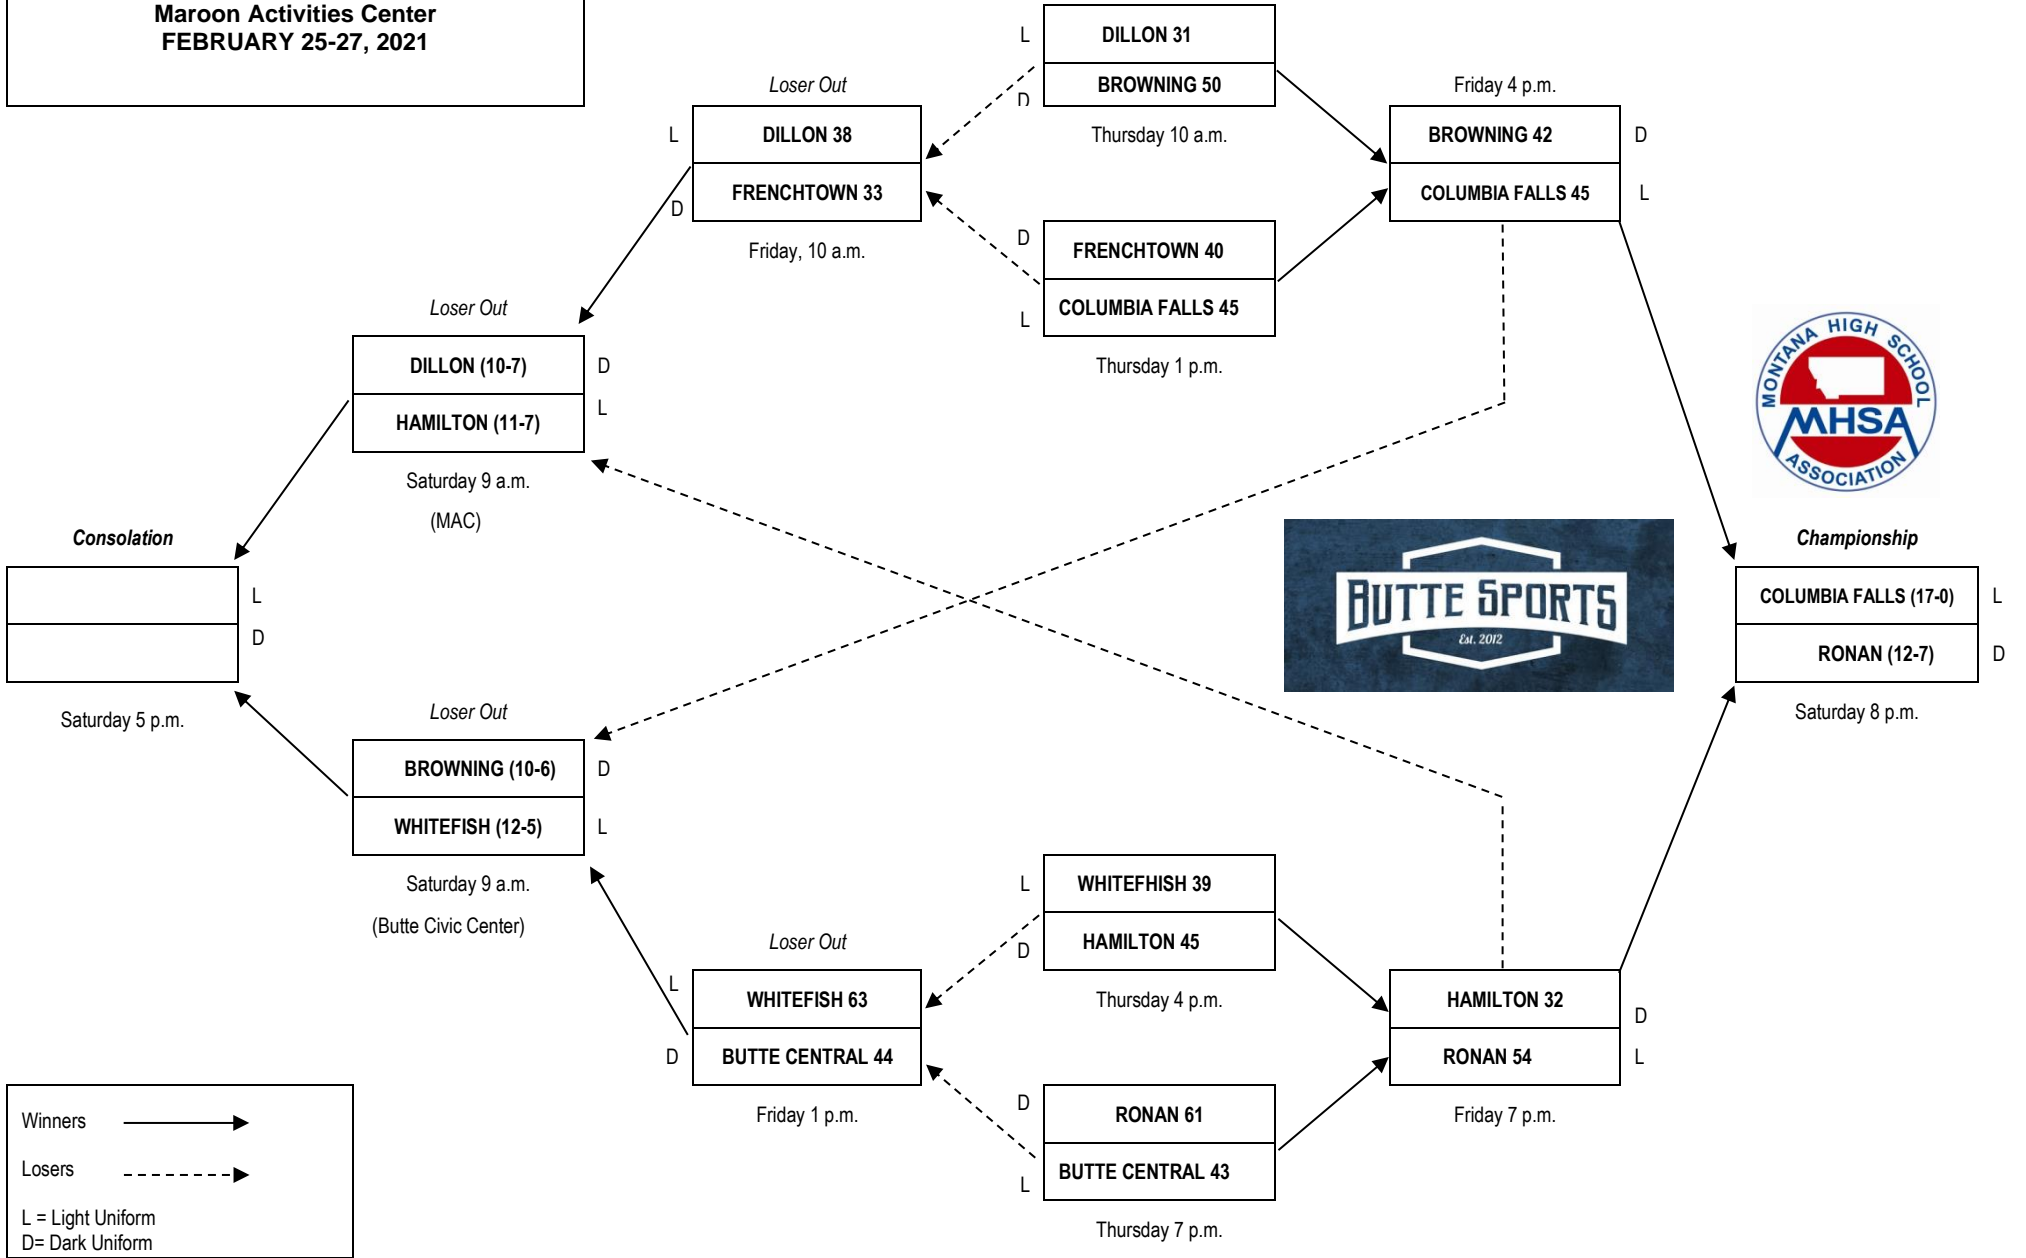 Maroon Activities Center
FEBRUARY 25-27, 2021
L
DILLON 31
D
BROWNING 50
Thursday 10 a.m.
D
FRENCHTOWN 40
L
COLUMBIA FALLS 45
Thursday 1 p.m.
Loser Out
L
DILLON 38
D
FRENCHTOWN 33
Friday, 10 a.m.
Friday 4 p.m.
BROWNING 42
D
COLUMBIA FALLS 45
L
Loser Out
DILLON (10-7)
D
HAMILTON (11-7)
L
Saturday 9 a.m.
(MAC)
Consolation
L
D
Saturday 5 p.m.
Loser Out
BROWNING (10-6)
D
WHITEFISH (12-5)
L
Saturday 9 a.m.
(Butte Civic Center)
MONTANA HIGH SCHOOL
MHSA
ASSOCIATION
BUTTE SPORTS
Est. 2012
Championship
COLUMBIA FALLS (17-0)
L
RONAN (12-7)
D
Saturday 8 p.m.
Loser Out
L
WHITEFISH 63
D
BUTTE CENTRAL 44
Friday 1 p.m.
L
WHITEFHISH 39
D
HAMILTON 45
Thursday 4 p.m.
D
RONAN 61
L
BUTTE CENTRAL 43
Thursday 7 p.m.
HAMILTON 32
D
RONAN 54
L
Friday 7 p.m.
Winners
Losers
L = Light Uniform
D= Dark Uniform